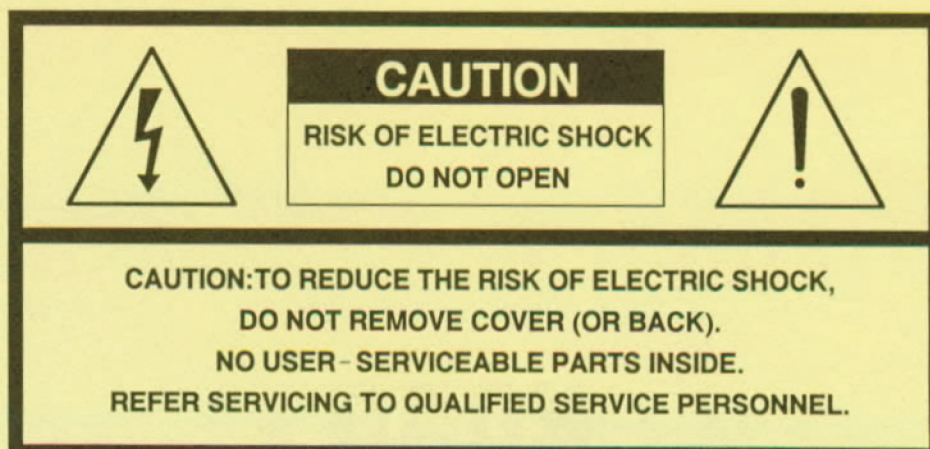 CAUTION
RISK OF ELECTRIC SHOCK
DO NOT OPEN
CAUTION:TO REDUCE THE RISK OF ELECTRIC SHOCK,
DO NOT REMOVE COVER (OR BACK).
NO USER-SERVICEABLE PARTS INSIDE.
REFER SERVICING TO QUALIFIED SERVICE PERSONNEL.